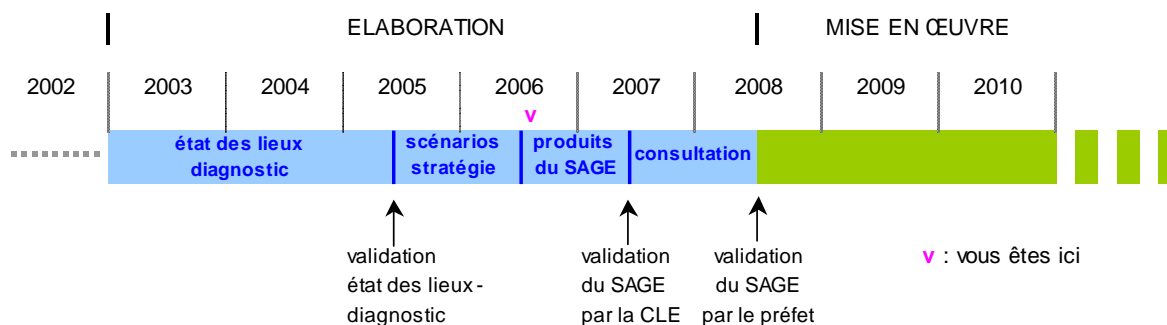 ELABORATION MISE EN ŒUVRE
2002 2003 2004 2005 2006 2007 2008 2009 2010
v
état des lieux
diagnostic
scénarios
stratégie
produits
du SAGE
consultation
validation
état des lieux -
diagnostic
validation
du SAGE
par la CLE
validation
du SAGE
par le préfet
v : vous êtes ici